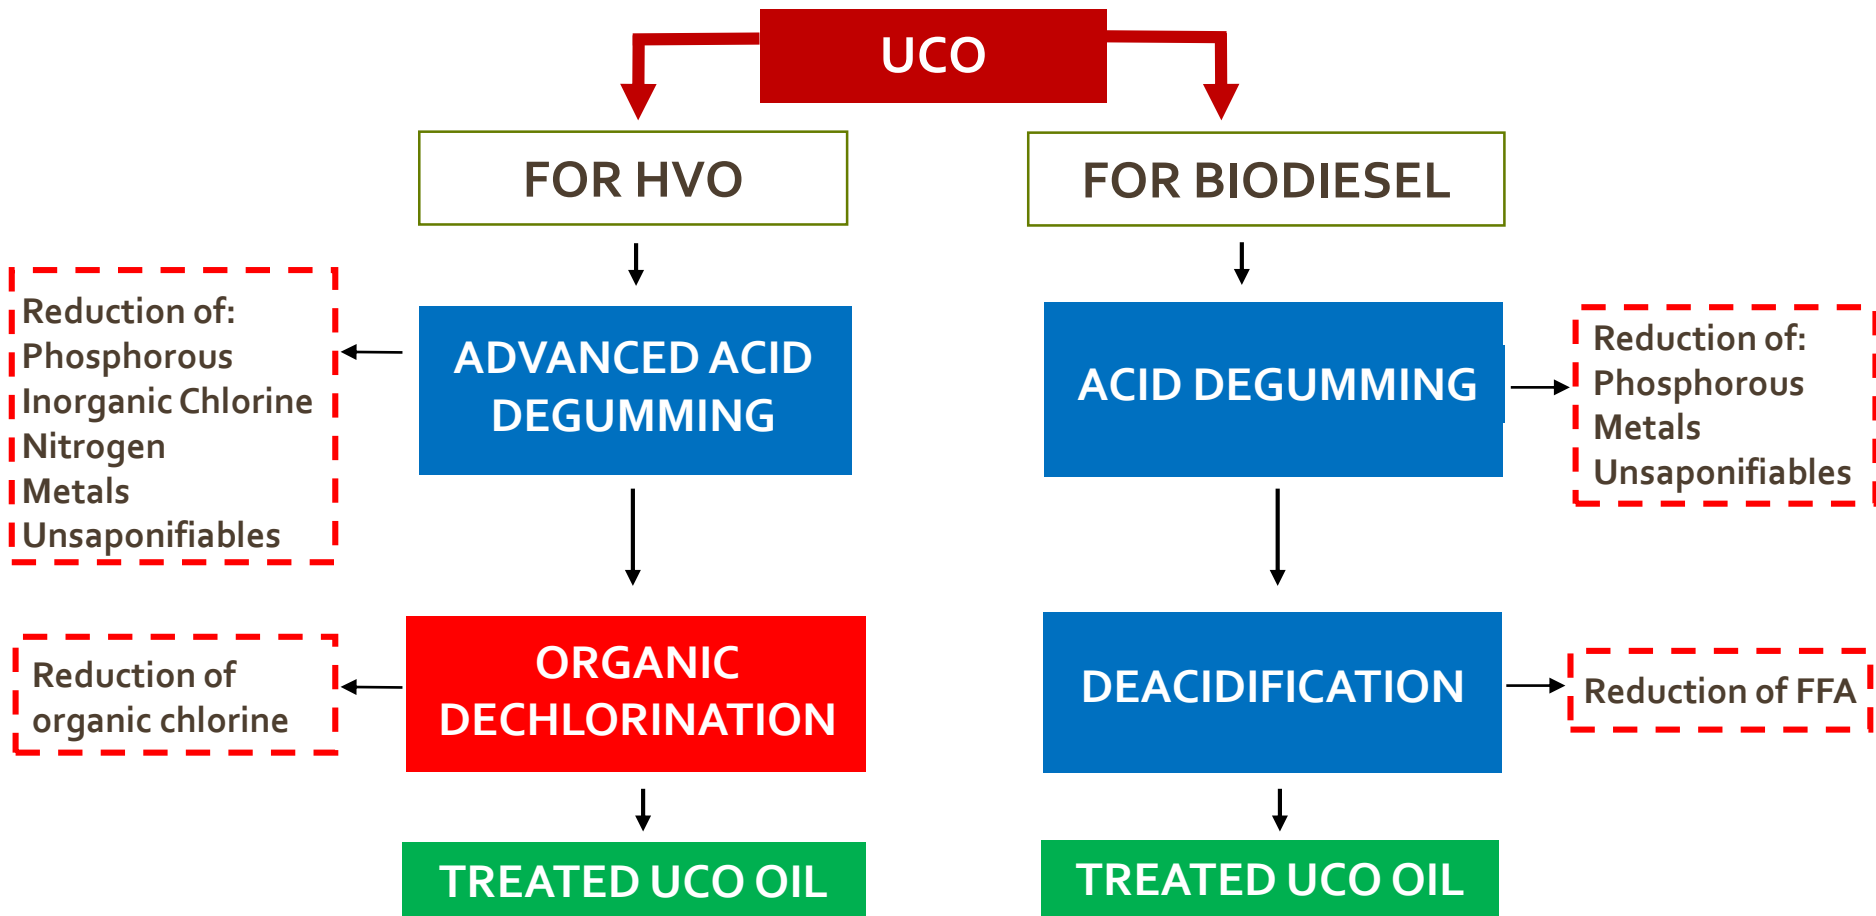 UCO
FOR HVO
FOR BIODIESEL
Reduction of:
Phosphorous
Inorganic Chlorine
Nitrogen
Metals
Unsaponifiables
ADVANCED ACID
DEGUMMING
ACID DEGUMMING
Reduction of:
Phosphorous
Metals
Unsaponifiables
Reduction of
organic chlorine
ORGANIC
DECHLORINATION
DEACIDIFICATION
Reduction of FFA
TREATED UCO OIL
TREATED UCO OIL